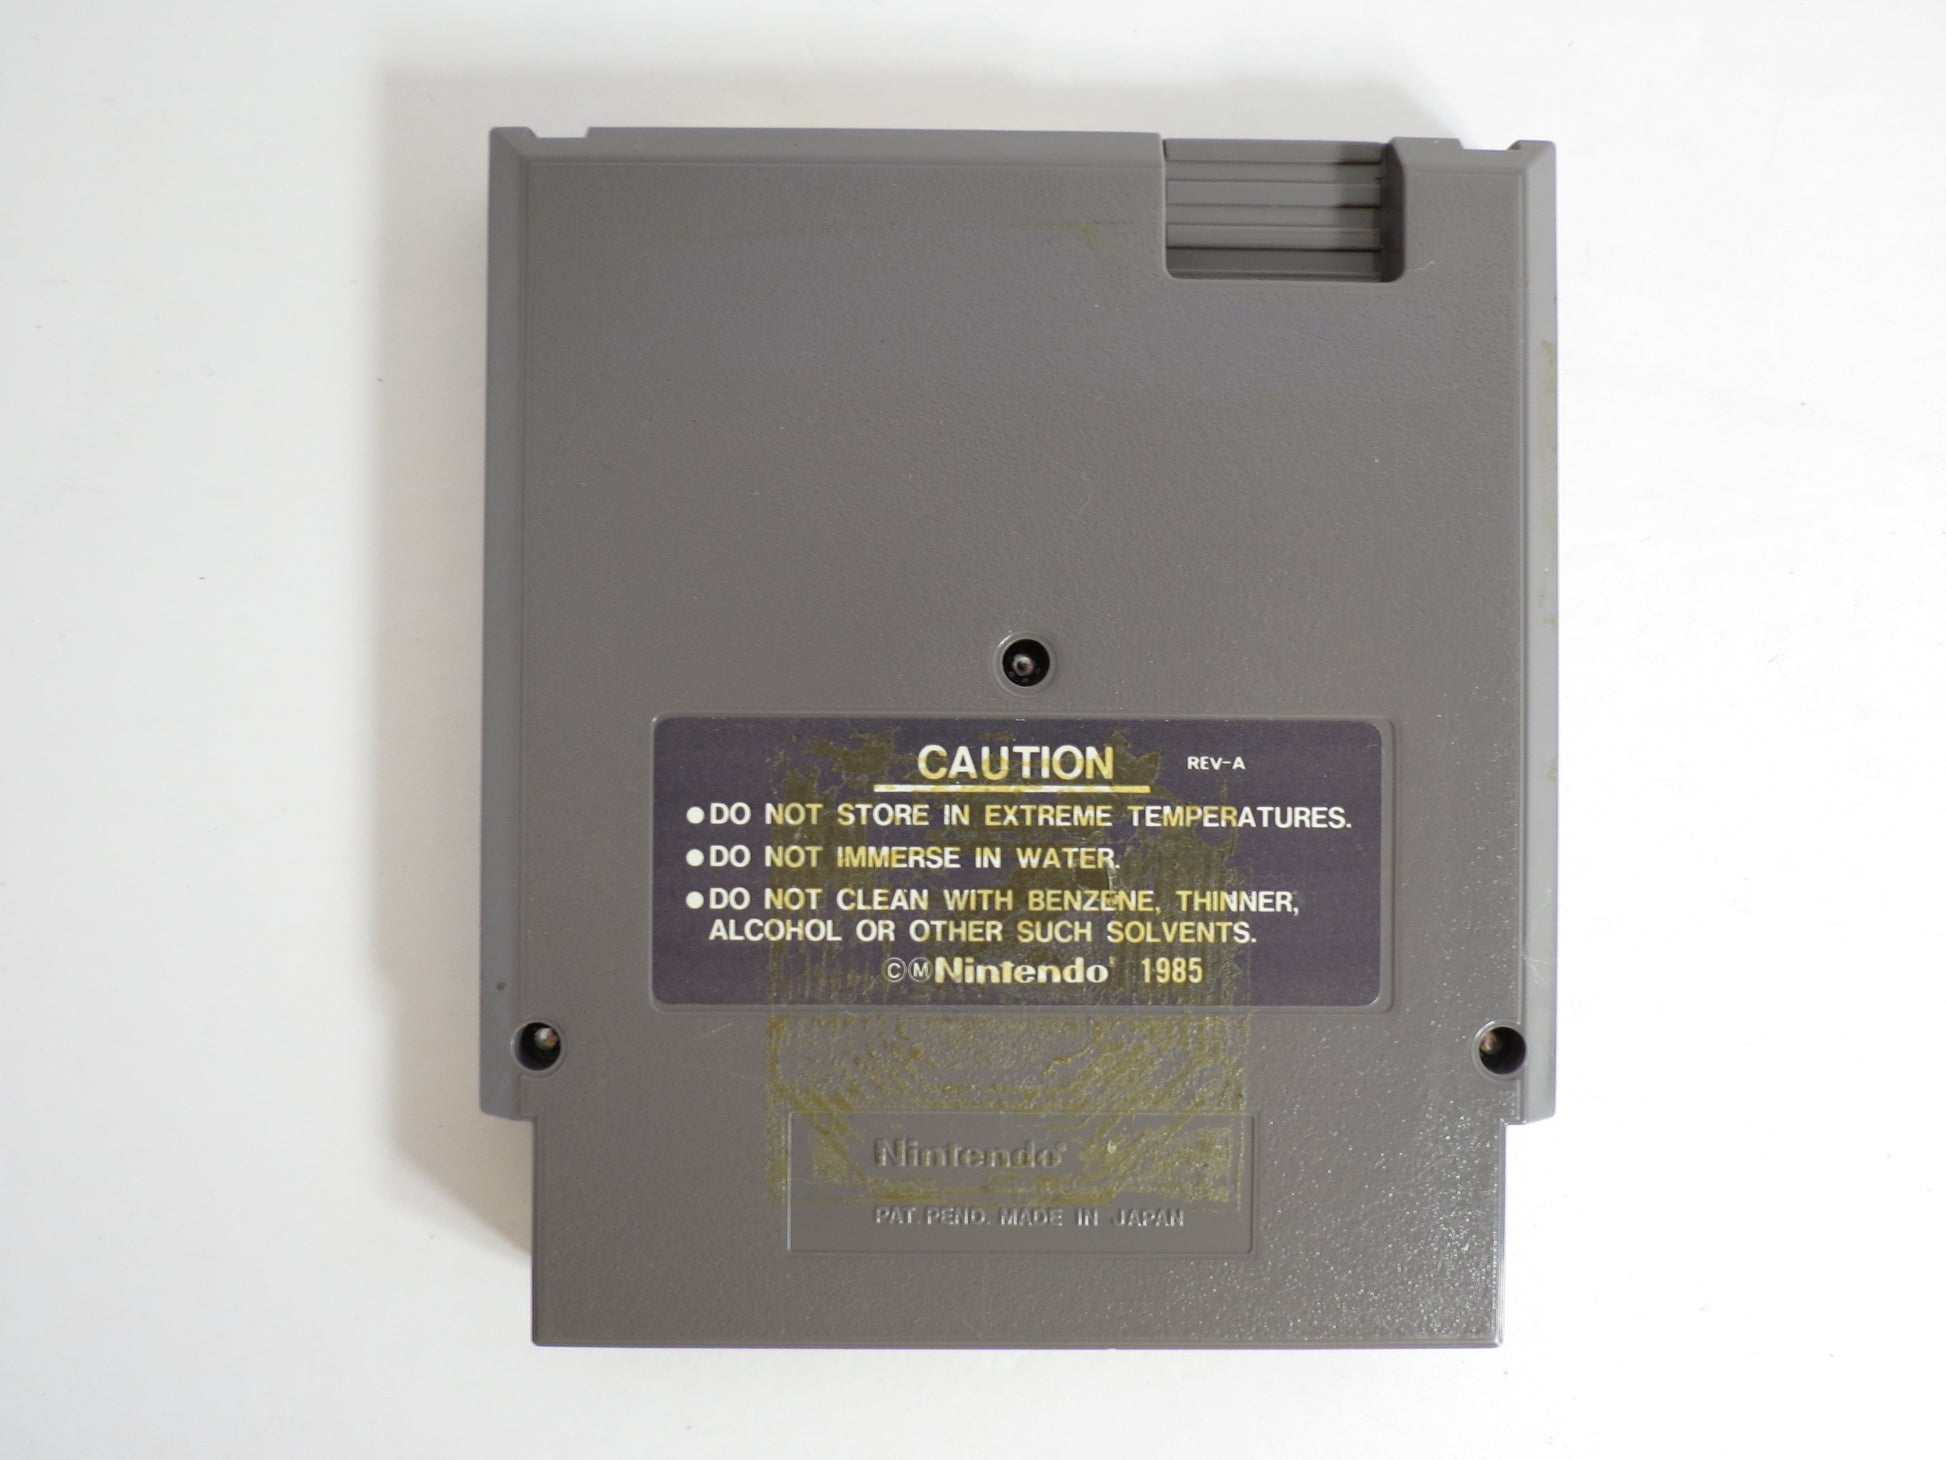 CAUTION REV-A
●DO NOT STORE IN EXTREME TEMPERATURES.
●DO NOT IMMERSE IN WATER.
●DO NOT CLEAN WITH BENZENE, THINNER,
ALCOHOL OR OTHER SUCH SOLVENTS.
ⒸⓂNintendo® 1985
Nintendo®
PAT. PEND. MADE IN JAPAN